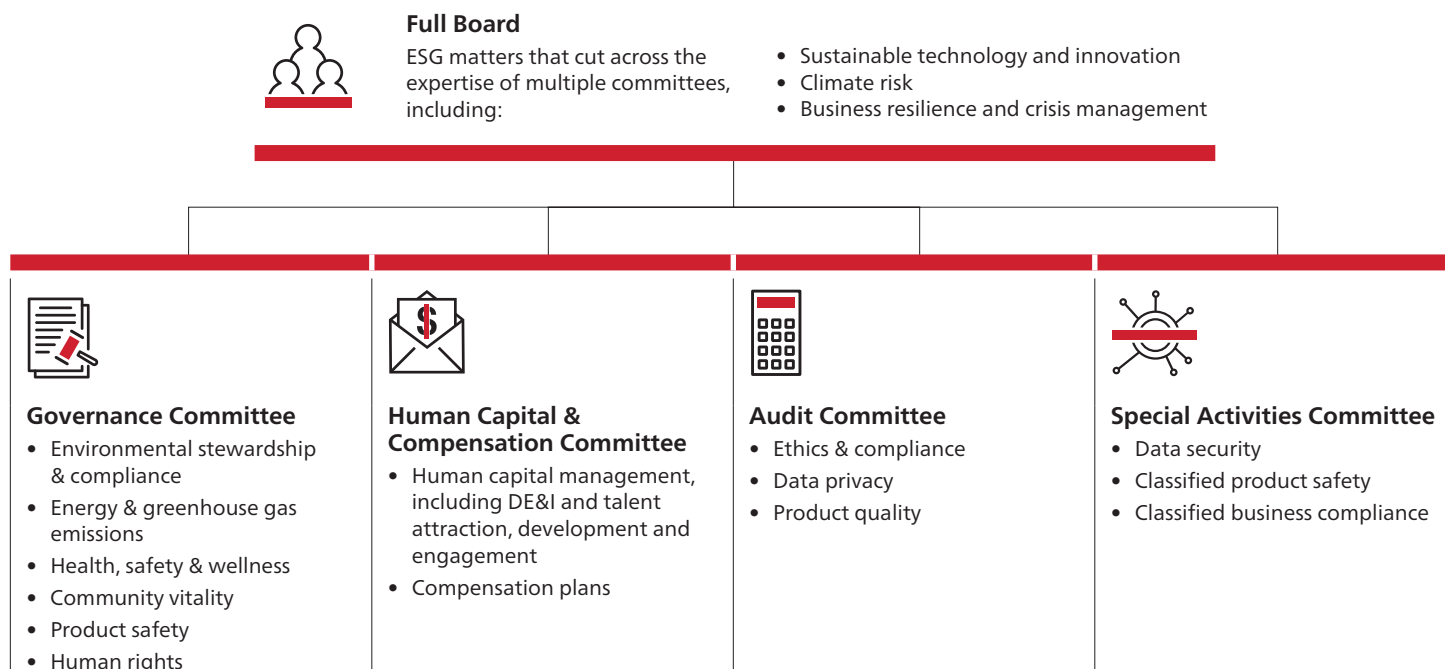 Full Board
ESG matters that cut across the
expertise of multiple committees,
including:
• Sustainable technology and innovation
• Climate risk
• Business resilience and crisis management
Governance Committee
• Environmental stewardship
& compliance
• Energy & greenhouse gas
emissions
• Health, safety & wellness
• Community vitality
• Product safety
• Human rights
Human Capital &
Compensation Committee
• Human capital management,
including DE&I and talent
attraction, development and
engagement
• Compensation plans
Audit Committee
• Ethics & compliance
• Data privacy
• Product quality
Special Activities Committee
• Data security
• Classified product safety
• Classified business compliance